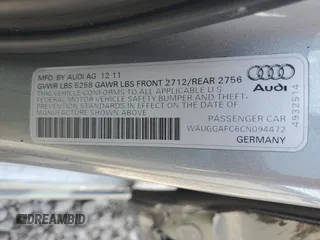 MFD BY AUDI AG 12 11
GVWR LBS 5258 GAWR LBS FRONT 2712/REAR 2756
THIS VEHICLE CONFORMS TO ALL APPLICABLE U S
FEDERAL MOTOR VEHICLE SAFETY BUMPER AND THEFT
PREVENTION STANDARDS IN EFFECT ON THE DATE OF
MANUFACTURE SHOWN ABOVE
Audi
4932514
PASSENGER CAR
WAUGGAFC6CN094472
GERMANY
DREAMBID